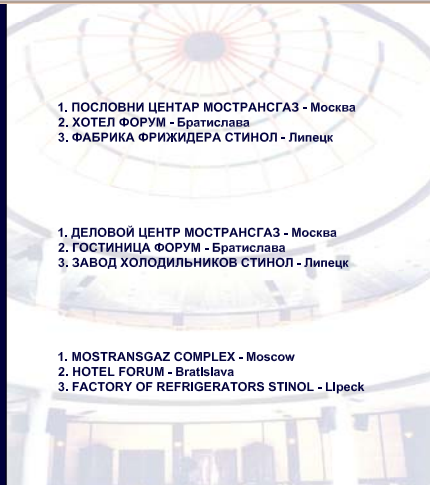 1. ПОСЛОВНИ ЦЕНТАР МОСТРАНСГАЗ - Москва
2. ХОТЕЛ ФОРУМ - Братислава
3. ФАБРИКА ФРИЖИДЕРА СТИНОЛ - Липецк
1. ДЕЛОВОЙ ЦЕНТР МОСТРАНСГАЗ - Москва
2. ГОСТИНИЦА ФОРУМ - Братислава
3. ЗАВОД ХОЛОДИЛЬНИКОВ СТИНОЛ - Липецк
1. MOSTRANSGAZ COMPLEX - Moscow
2. HOTEL FORUM - Bratislava
3. FACTORY OF REFRIGERATORS STINOL - Lipeck